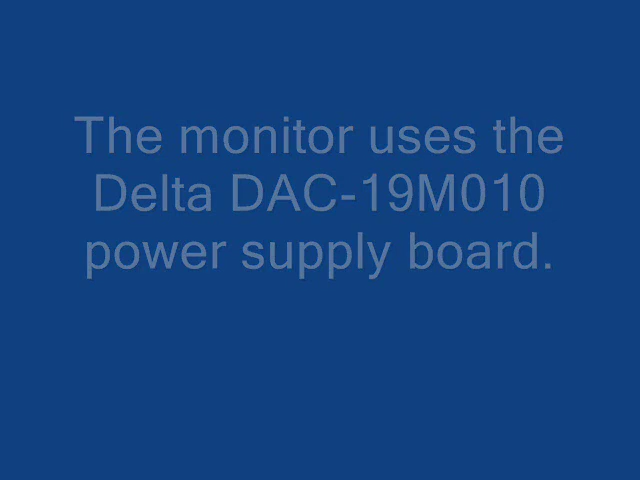 The monitor uses the
Delta DAC-19M010
power supply board.